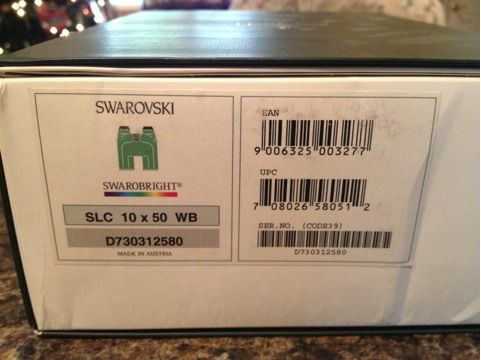 SWAROVSKI
SWAROBRIGHT®
SLC 10 x 50 WB
D730312580
MADE IN AUSTRIA
EAN
9 006325 003277
UPC
7 08026 58051 2
SER.NO. (CODE39)
D730312580